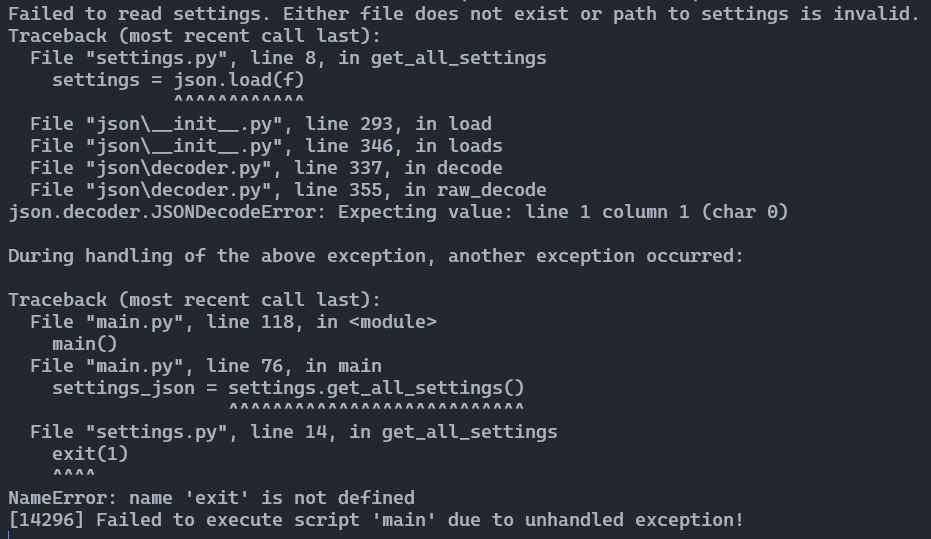 Failed to read settings. Either file does not exist or path to settings is invalid.
Traceback (most recent call last):
  File "settings.py", line 8, in get_all_settings
    settings = json.load(f)
               ^^^^^^^^^^^^
  File "json\__init__.py", line 293, in load
  File "json\__init__.py", line 346, in loads
  File "json\decoder.py", line 337, in decode
  File "json\decoder.py", line 355, in raw_decode
json.decoder.JSONDecodeError: Expecting value: line 1 column 1 (char 0)

During handling of the above exception, another exception occurred:

Traceback (most recent call last):
  File "main.py", line 118, in <module>
    main()
  File "main.py", line 76, in main
    settings_json = settings.get_all_settings()
                    ^^^^^^^^^^^^^^^^^^^^^^^^^^^
  File "settings.py", line 14, in get_all_settings
    exit(1)
    ^^^^
NameError: name 'exit' is not defined
[14296] Failed to execute script 'main' due to unhandled exception!